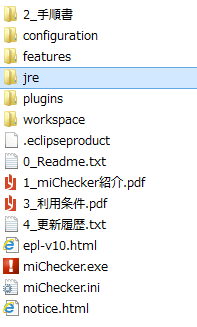 2_手順書
configuration
features
jre
plugins
workspace
.eclipseproduct
0_Readme.txt
1_miChecker紹介.pdf
3_利用条件.pdf
4_更新履歴.txt
epl-v10.html
miChecker.exe
miChecker.ini
notice.html